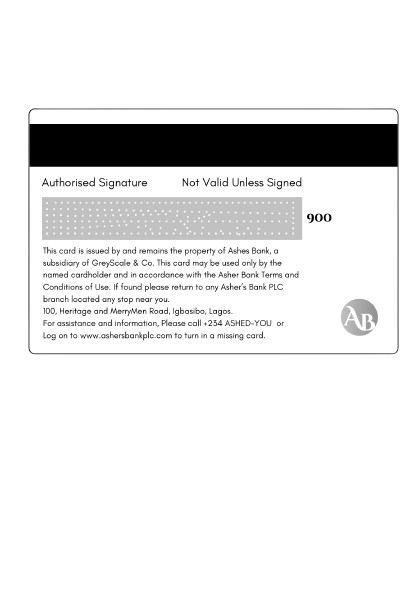 Authorised Signature Not Valid Unless Signed
900
This card is issued by and remains the property of Ashes Bank, a
subsidiary of GreyScale & Co. This card may be used only by the
named cardholder and in accordance with the Asher Bank Terms and
Conditions of Use. If found please return to any Asher's Bank PLC
branch located any stop near you.
100, Heritage and MerryMen Road, Igbosibo, Lagos.
For assistance and information, Please call +234 ASHED-YOU or
Log on to www.ashersbankplc.com to turn in a missing card.
AB